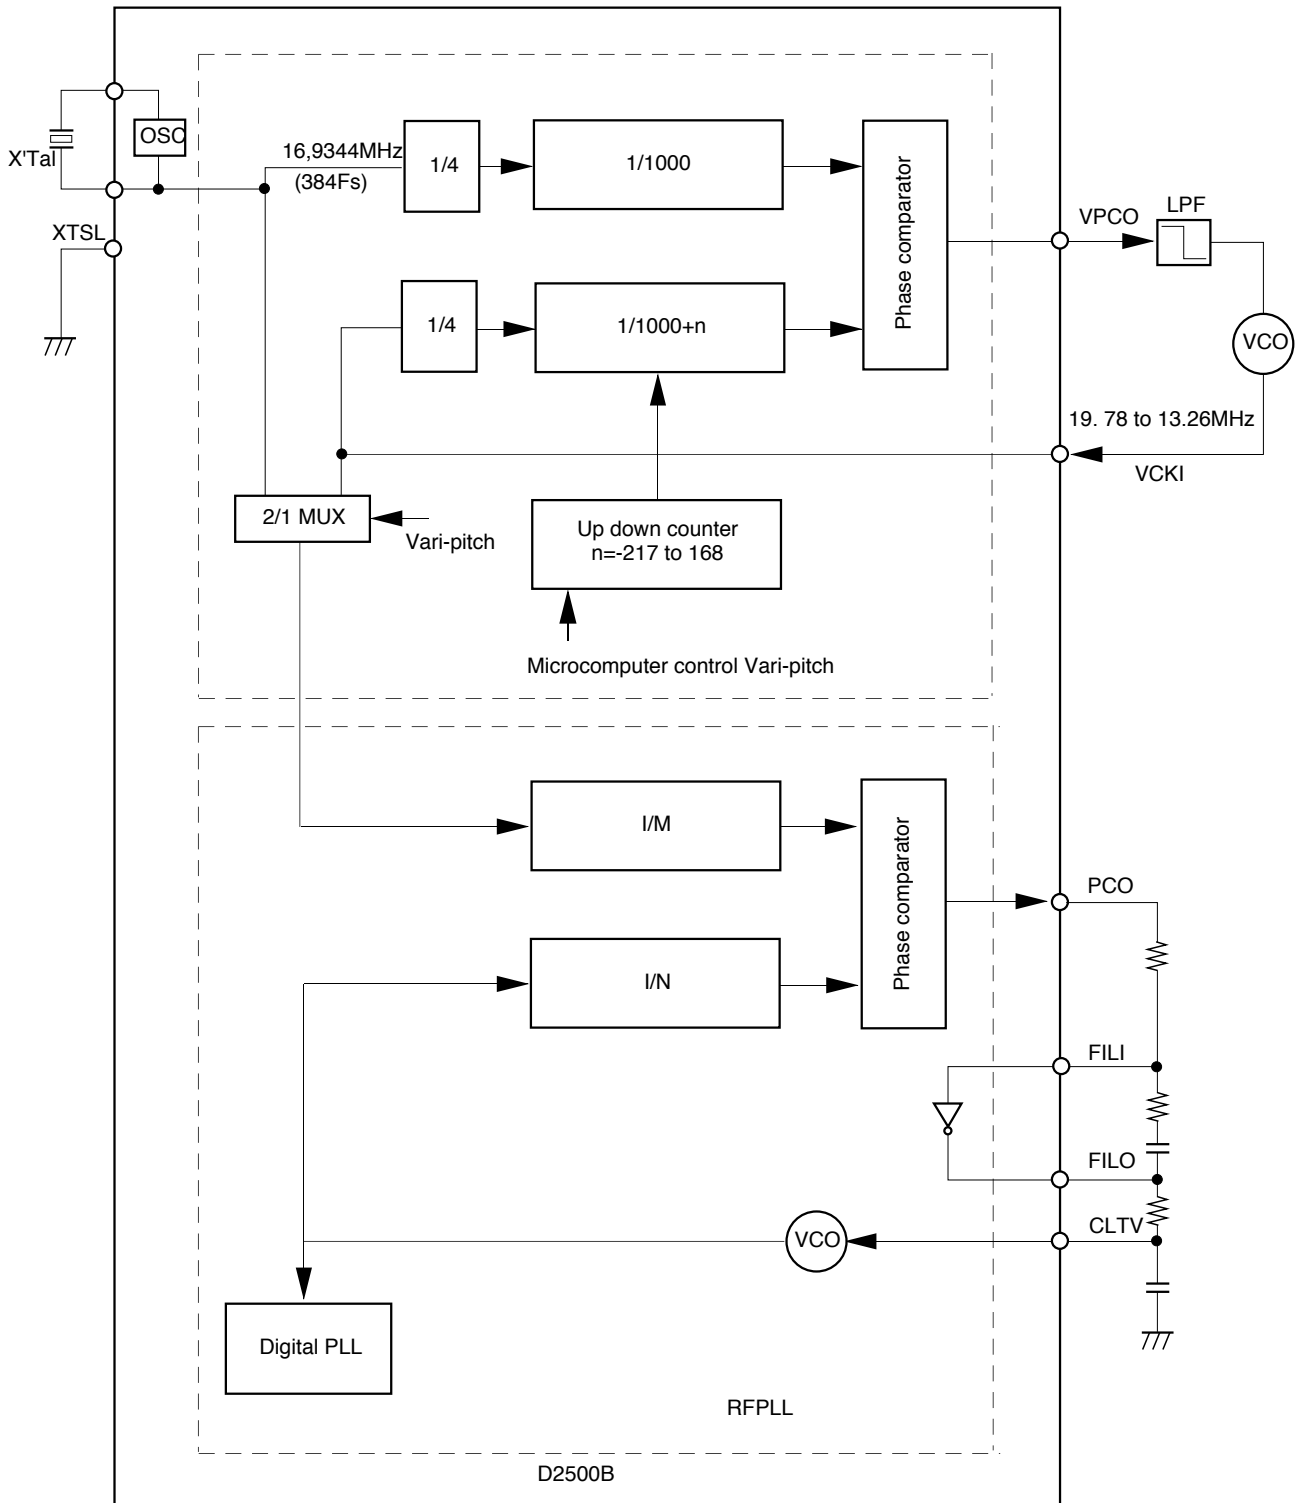 X'Tal
OSC
16,9344MHz
(384Fs)
1/4
1/1000
Phase comparator
XTSL
VPCO
LPF
1/4
1/1000+n
VCO
19. 78 to 13.26MHz
VCKI
2/1 MUX
Vari-pitch
Up down counter
n=-217 to 168
Microcomputer control Vari-pitch
I/M
Phase comparator
PCO
I/N
FILI
FILO
CLTV
VCO
Digital PLL
RFPLL
D2500B